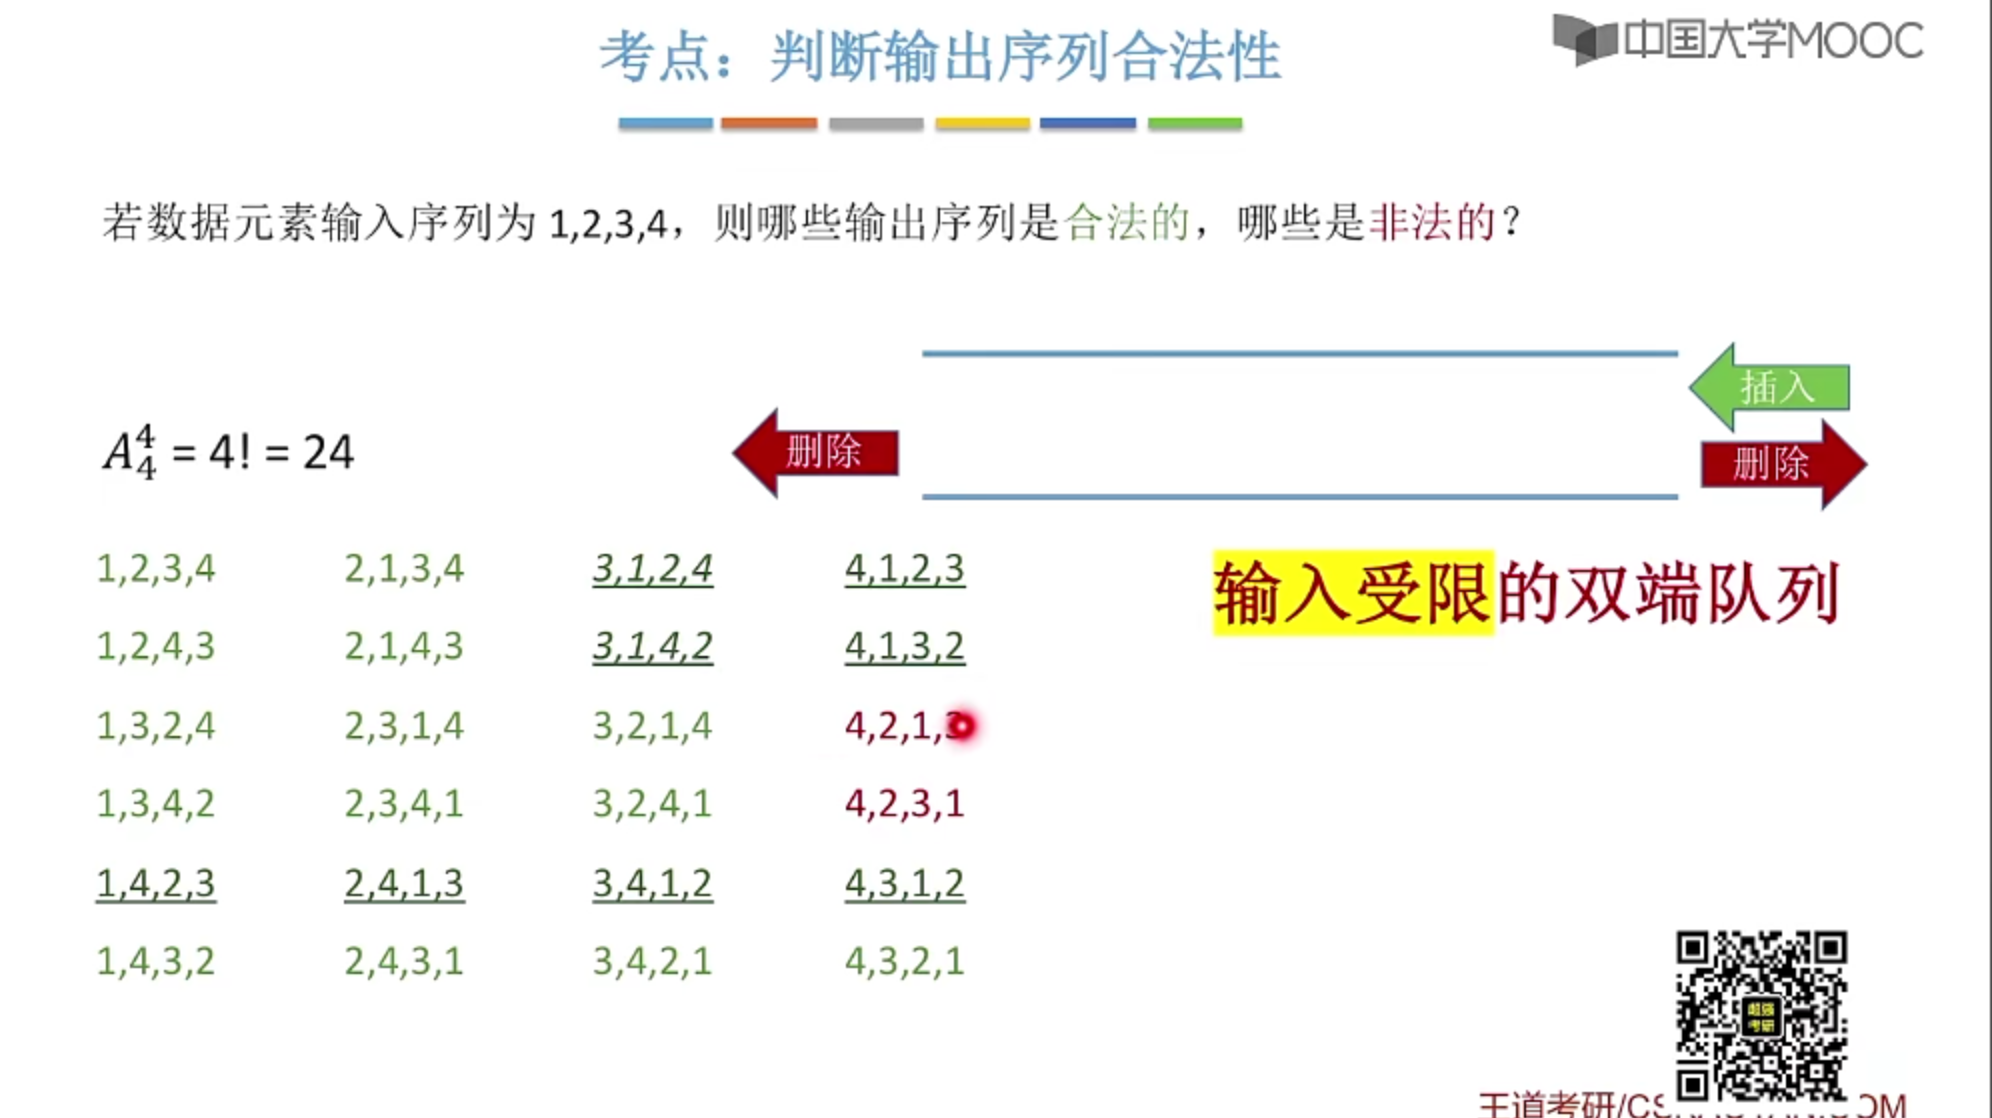 考点：判断输出序列合法性
中国大学MOOC
若数据元素输入序列为 1,2,3,4，则哪些输出序列是合法的，哪些是非法的？
插入
删除
删除
A₄⁴ = 4! = 24
输入受限的双端队列
1,2,3,4 2,1,3,4 3,1,2,4 4,1,2,3
1,2,4,3 2,1,4,3 3,1,4,2 4,1,3,2
1,3,2,4 2,3,1,4 3,2,1,4 4,2,1,3
1,3,4,2 2,3,4,1 3,2,4,1 4,2,3,1
1,4,2,3 2,4,1,3 3,4,1,2 4,3,1,2
1,4,3,2 2,4,3,1 3,4,2,1 4,3,2,1
超强
考研
王道考研/CS